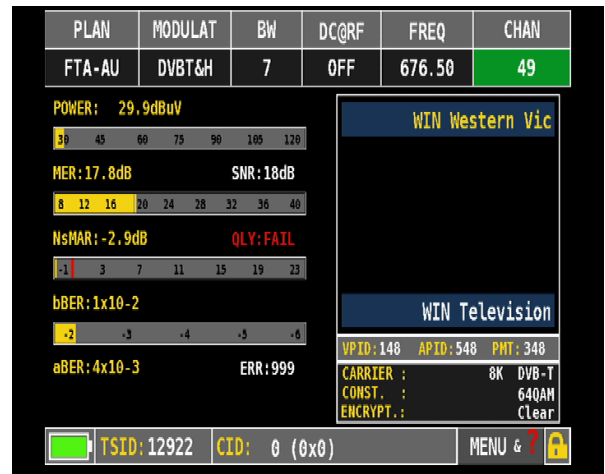 PLAN MODULAT BW DC@RF FREQ CHAN
FTA-AU DVBT&H 7 OFF 676.50 49
POWER: 29.9dBuV
30 45 60 75 90 105 120
MER:17.8dB SNR:18dB
8 12 16 20 24 28 32 36 40
NsMAR:-2.9dB QLY:FAIL
-1 3 7 11 15 19 23
bBER:1x10-2
-2 -3 -4 -5 -6
aBER:4x10-3 ERR:999
WIN Western Vic
WIN Television
VPID:148 APID:548 PMT:348
CARRIER : 8K DVB-T
CONST. : 64QAM
ENCRYPT.: Clear
TSID:12922 CID: 0 (0x0) MENU & ?